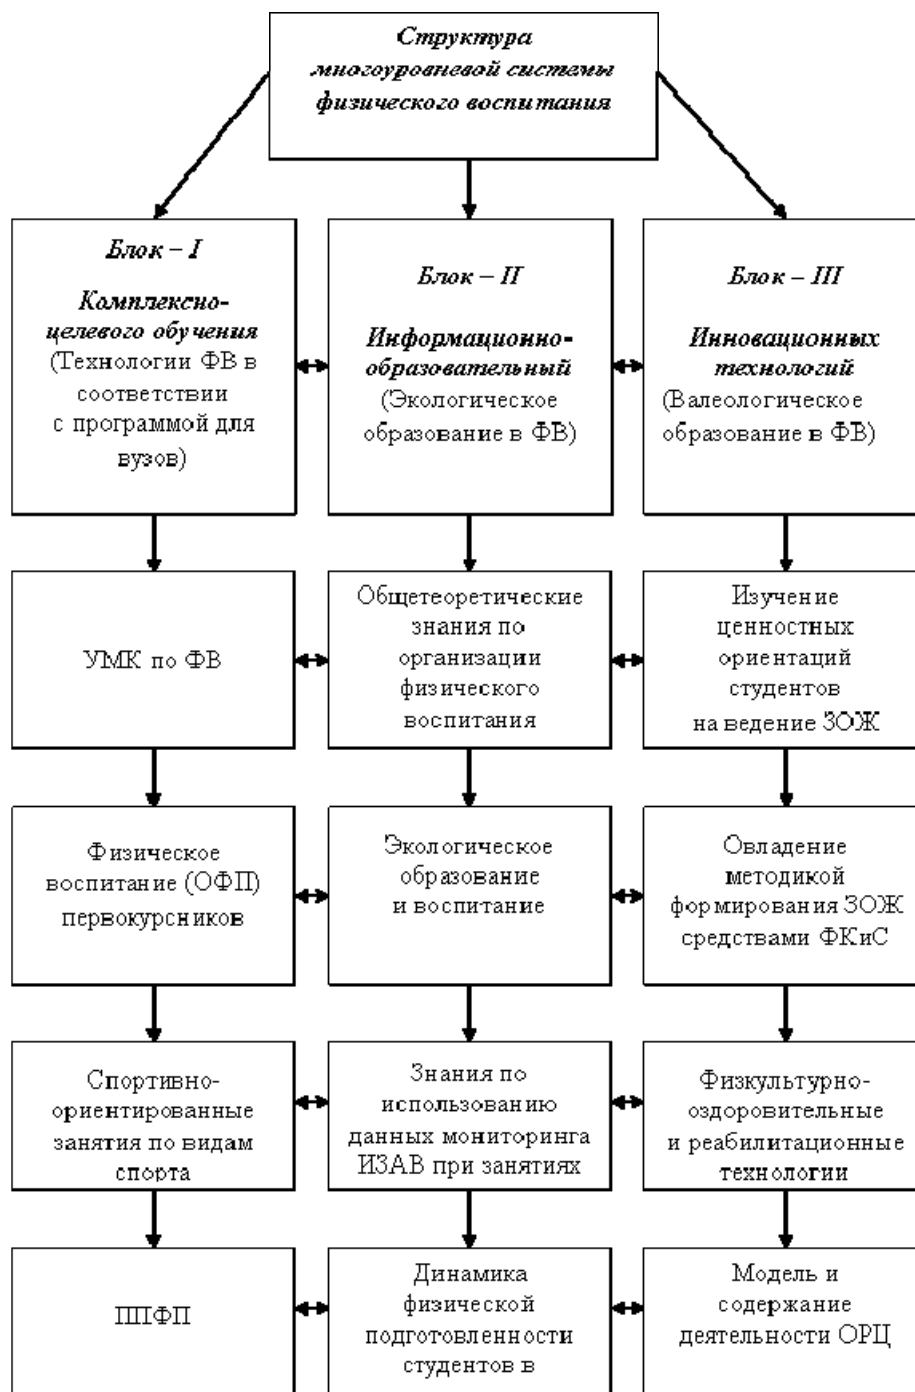 Структура
многоуровневой системы
физического воспитания
Блок – I
Комплексно-
целевого обучения
(Технологии ФВ в
соответствии
с программой для
вузов)
Блок – II
Информационно-
образовательный
(Экологическое
образование в ФВ)
Блок – III
Инновационных
технологий
(Валеологическое
образование в ФВ)
УМК по ФВ
Общетеоретические
знания по
организации
физического
воспитания
Изучение
ценностных
ориентаций
студентов
на ведение ЗОЖ
Физическое
воспитание (ОФП)
первокурсников
Экологическое
образование
и воспитание
Овладение
методикой
формирования ЗОЖ
средствами ФКиС
Спортивно-
ориентированные
занятия по видам
спорта
Знания по
использованию
данных мониторинга
ИЗАВ при занятиях
Физкультурно-
оздоровительные
и реабилитационные
технологии
ППФП
Динамика
физической
подготовленности
студентов в
Модель и
содержание
деятельности ОРЦ